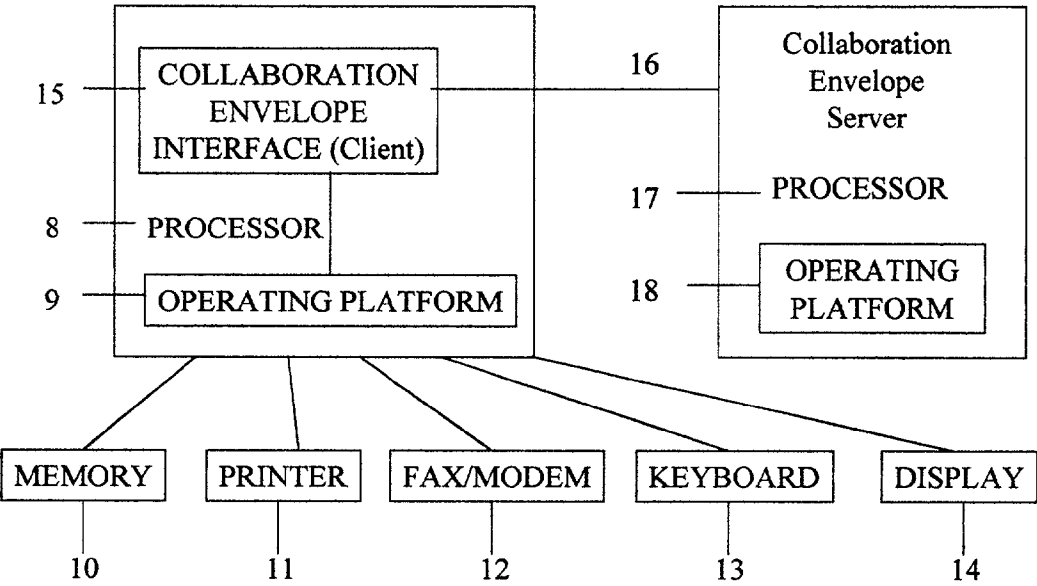 15
COLLABORATION
ENVELOPE
INTERFACE (Client)
16
Collaboration
Envelope
Server
8
PROCESSOR
17
PROCESSOR
9
OPERATING PLATFORM
18
OPERATING
PLATFORM
MEMORY
PRINTER
FAX/MODEM
KEYBOARD
DISPLAY
10
11
12
13
14